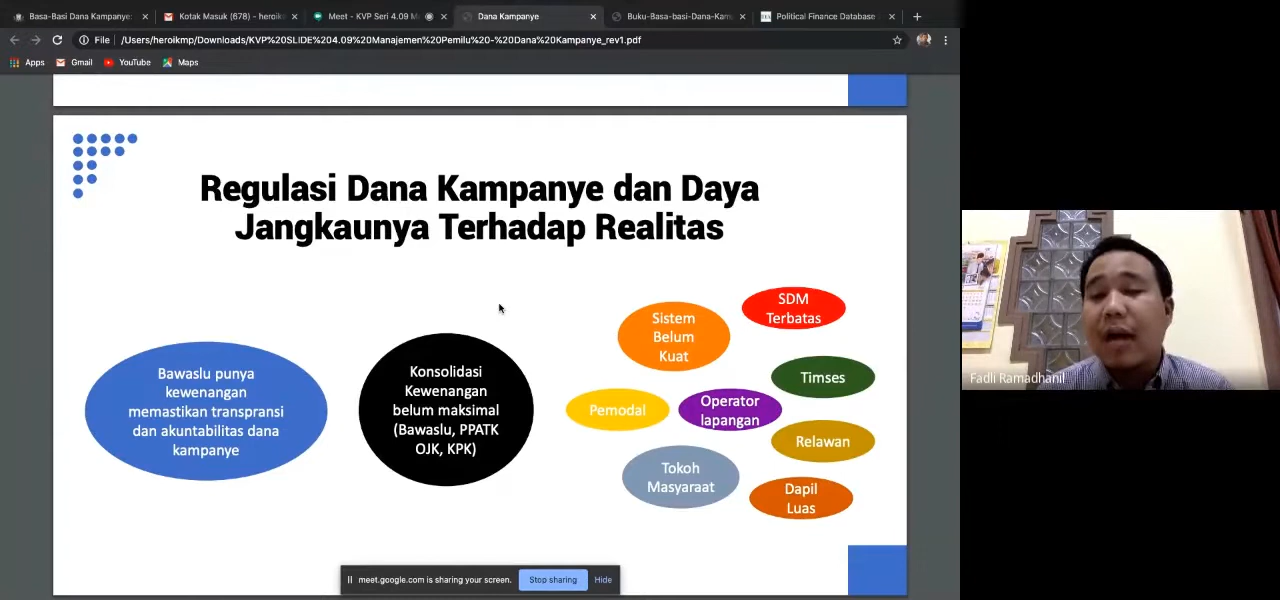 Basa-Basi Dana Kampanye:
Kotak Masuk (678) - heroik
Meet - KVP Seri 4.09 M
Dana Kampanye
Buku-Basa-basi-Dana-Kam
Political Finance Database
File
/Users/heroikmp/Downloads/KVP%20SLIDE%204.09%20Manajemen%20Pemilu%20-%20Dana%20Kampanye_rev1.pdf
Apps
Gmail
YouTube
Maps
Regulasi Dana Kampanye dan Daya
Jangkaunya Terhadap Realitas
Bawaslu punya
kewenangan
memastikan transpransi
dan akuntabilitas dana
kampanye
Konsolidasi
Kewenangan
belum maksimal
(Bawaslu, PPATK
OJK, KPK)
Sistem
Belum
Kuat
SDM
Terbatas
Timses
Pemodal
Operator
lapangan
Relawan
Tokoh
Masyaraat
Dapil
Luas
meet.google.com is sharing your screen.
Stop sharing
Hide
Fadli Ramadhanil